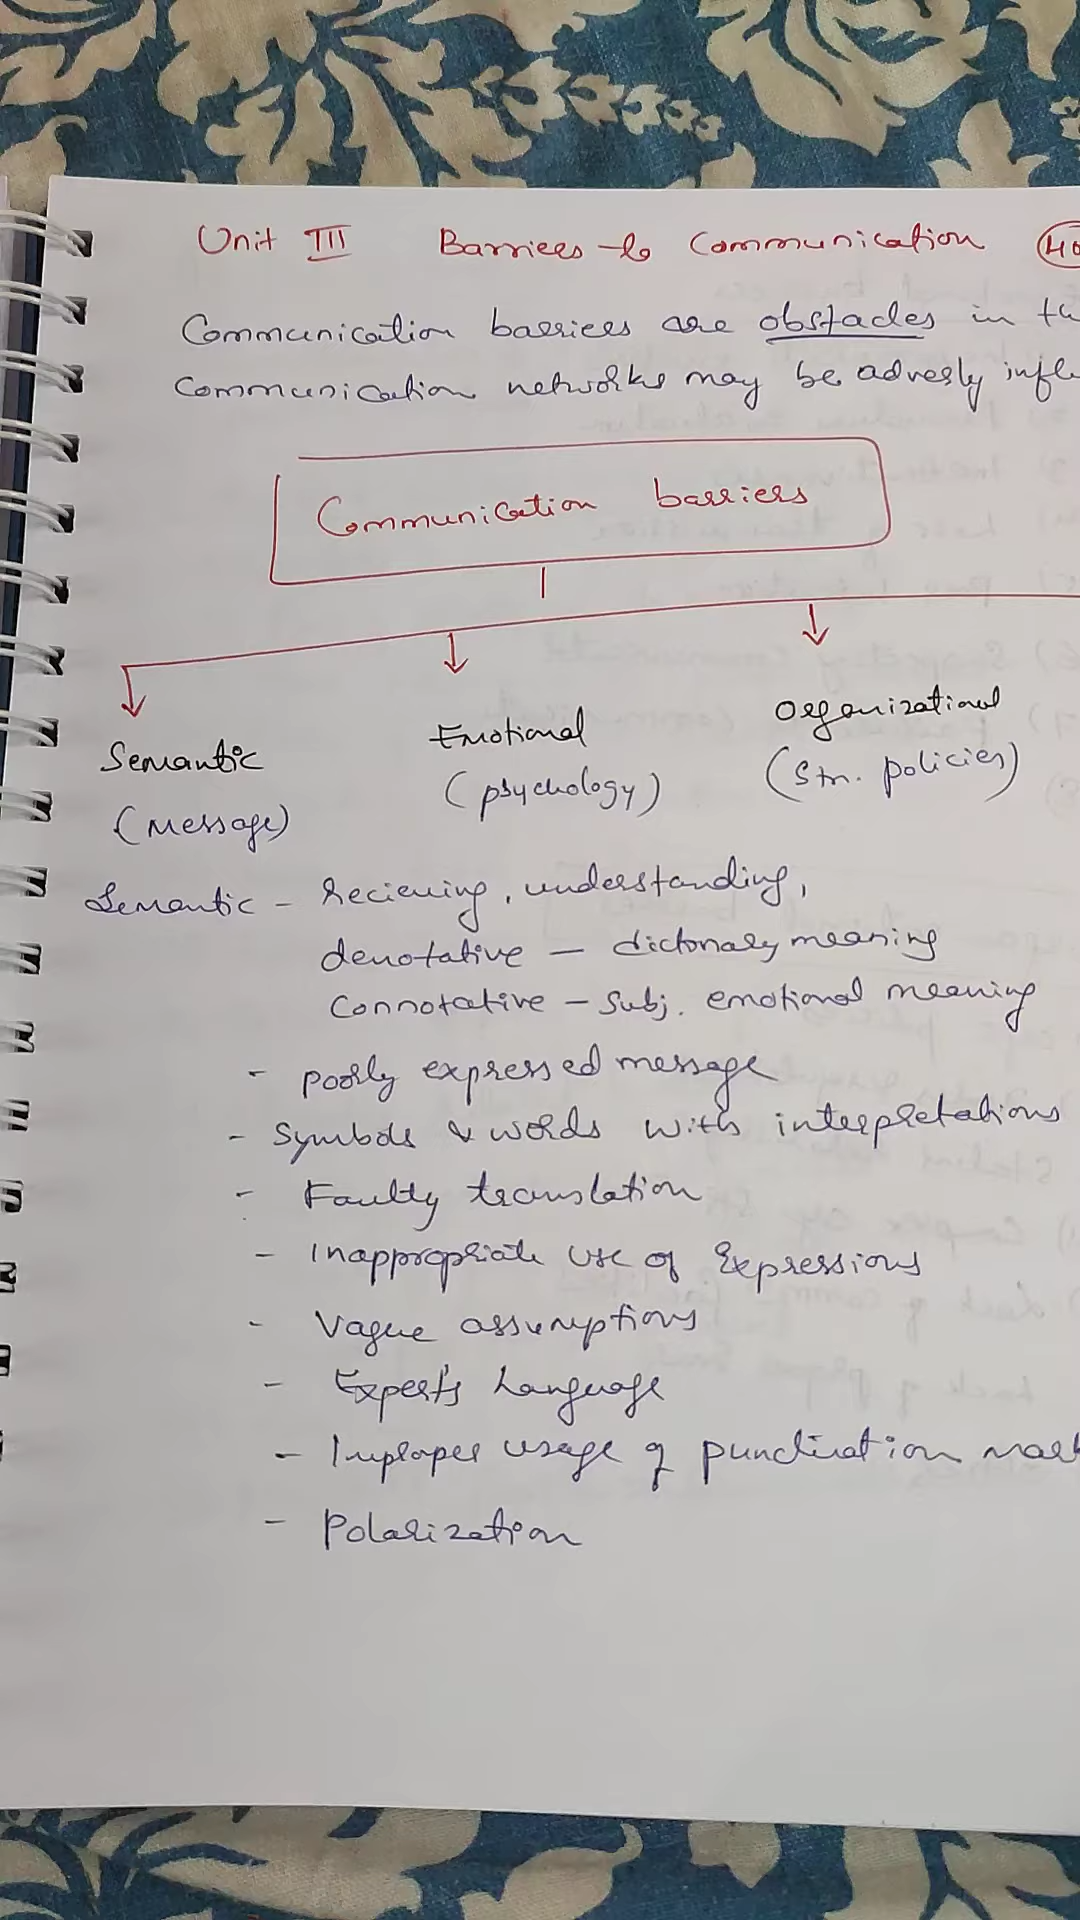 Unit III Barriers to Communication
Communication barriers are obstacles in
Communication networks may be adversly
Communication barriers
Semantic Emotional Organizational
(Message) (psychology) (Str. policies)
Semantic - recieving, understanding,
denotative - dictonary meaning
Connotative - Subj. emotional meaning
- poorly expressed message
- Symbols & words with interpretations
- Faulty translation
- Inappropriate use of Expressions
- Vague assumptions
- Expert's Language
- Improper usage of punctuation
- Polarization